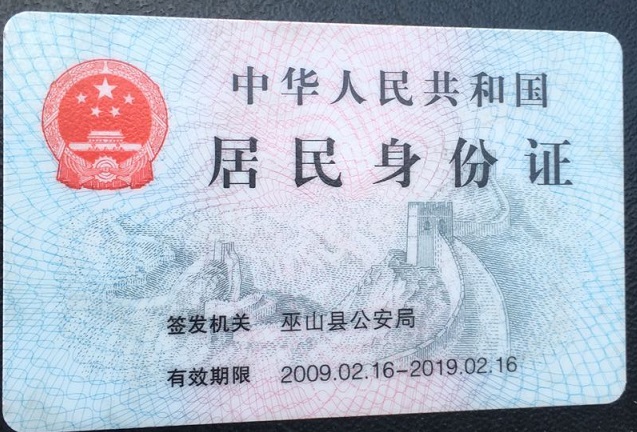 中华人民共和国
居民身份证
签发机关 巫山县公安局
有效期限 2009.02.16-2019.02.16